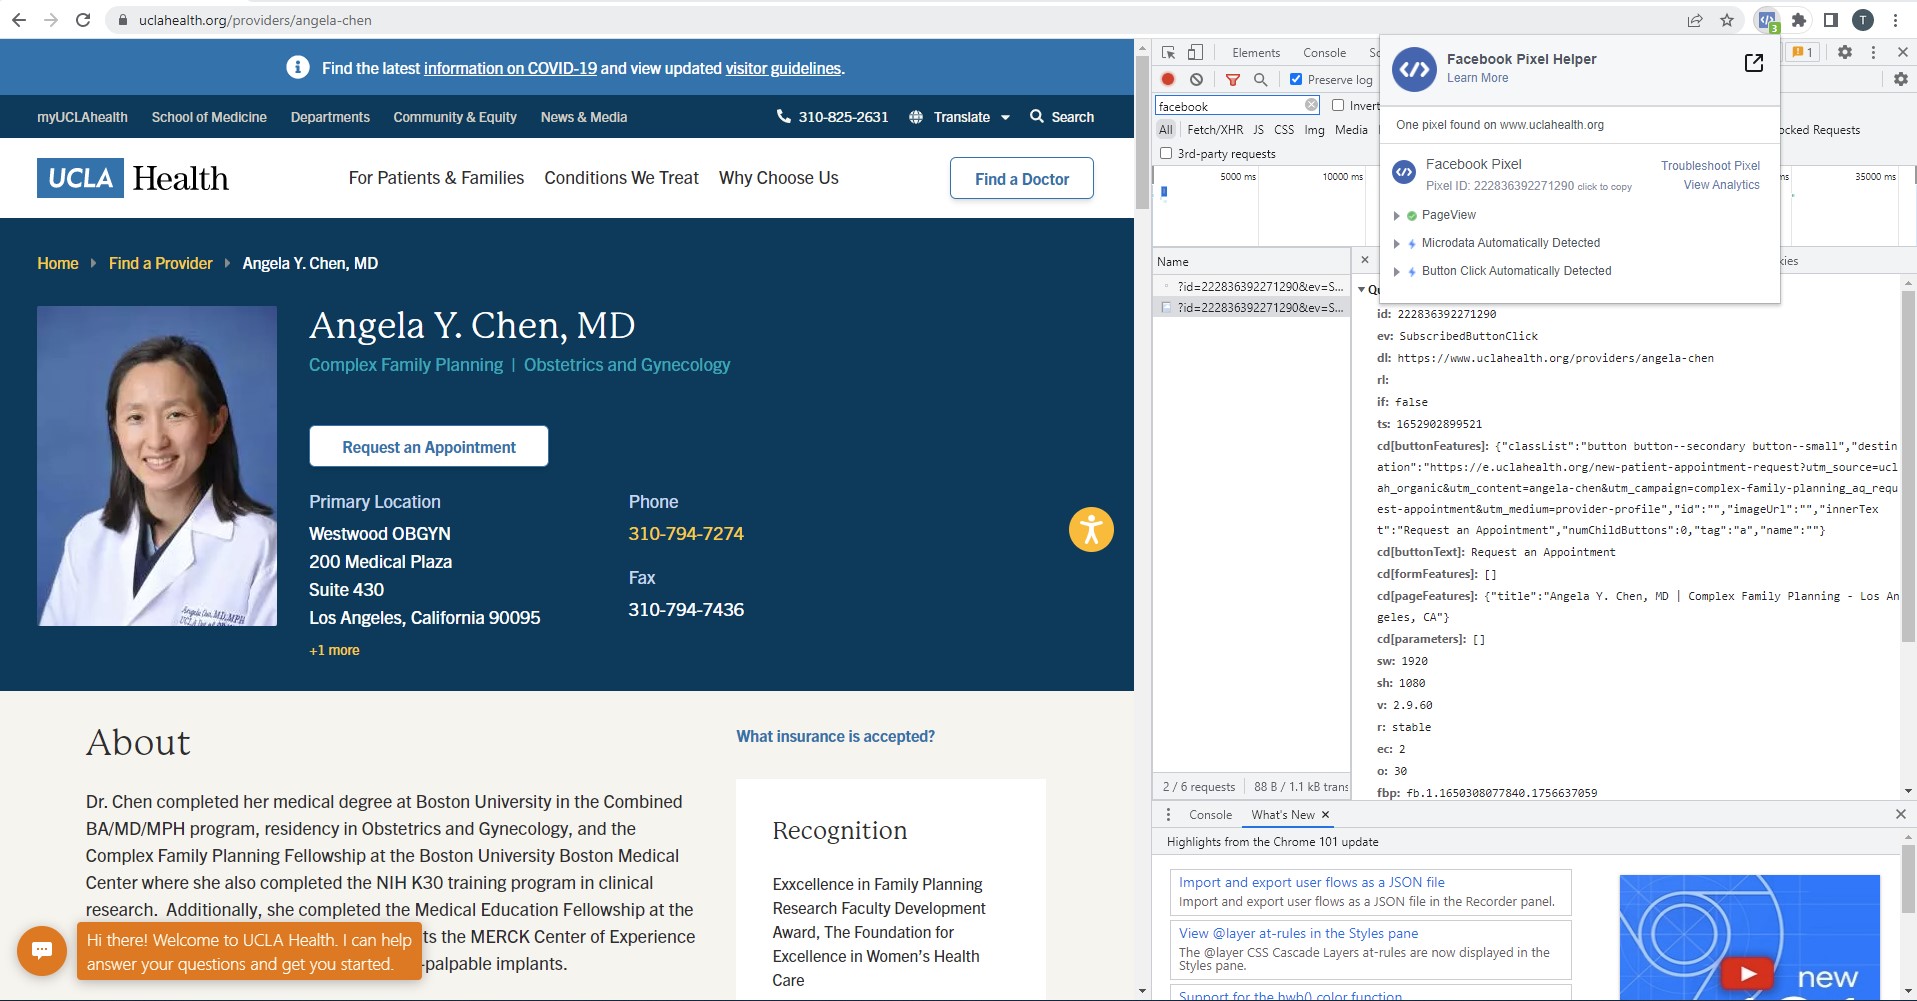 uclahealth.org/providers/angela-chen
3
T
Find the latest information on COVID-19 and view updated visitor guidelines.
myUCLAhealth School of Medicine Departments Community & Equity News & Media 310-825-2631 Translate Search
UCLA Health For Patients & Families Conditions We Treat Why Choose Us Find a Doctor
Home Find a Provider Angela Y. Chen, MD
Angela Y. Chen, MD
Complex Family Planning | Obstetrics and Gynecology
Request an Appointment
Primary Location
Westwood OBGYN
200 Medical Plaza
Suite 430
Los Angeles, California 90095
+1 more
Phone
310-794-7274
Fax
310-794-7436
About
Dr. Chen completed her medical degree at Boston University in the Combined
BA/MD/MPH program, residency in Obstetrics and Gynecology, and the
Complex Family Planning Fellowship at the Boston University Boston Medical
Center where she also completed the NIH K30 training program in clinical
research. Additionally, she completed the Medical Education Fellowship at the
ts the MERCK Center of Experience
-palpable implants.
Hi there! Welcome to UCLA Health. I can help
answer your questions and get you started.
What insurance is accepted?
Recognition
Exxcellence in Family Planning
Research Faculty Development
Award, The Foundation for
Excellence in Women's Health
Care
Elements Console
1
Preserve log
facebook
Invert
All Fetch/XHR JS CSS Img Media
ocked Requests
3rd-party requests
5000 ms 10000 ms ms 35000 ms
Facebook Pixel Helper
Learn More
One pixel found on www.uclahealth.org
Facebook Pixel
Troubleshoot Pixel
Pixel ID: 222836392271290 click to copy
View Analytics
PageView
Microdata Automatically Detected
Button Click Automatically Detected
Name
kies
?id=222836392271290&ev=S...
?id=222836392271290&ev=S...
id: 222836392271290
ev: SubscribedButtonClick
dl: https://www.uclahealth.org/providers/angela-chen
rl:
if: false
ts: 1652902899521
cd[buttonFeatures]: {"classList":"button button--secondary button--small","destin
ation":"https://e.uclahealth.org/new-patient-appointment-request?utm_source=ucl
ah_organic&utm_content=angela-chen&utm_campaign=complex-family-planning_aq_requ
est-appointment&utm_medium=provider-profile","id":"","imageUrl":"","innerTex
t":"Request an Appointment","numChildButtons":0,"tag":"a","name":""}
cd[buttonText]: Request an Appointment
cd[formFeatures]: []
cd[pageFeatures]: {"title":"Angela Y. Chen, MD | Complex Family Planning - Los An
geles, CA"}
cd[parameters]: []
sw: 1920
sh: 1080
v: 2.9.60
r: stable
ec: 2
o: 30
fbp: fb.1.1650308077840.1756637059
2 / 6 requests 88 B / 1.1 kB trans
Console What's New
Highlights from the Chrome 101 update
Import and export user flows as a JSON file
Import and export user flows as a JSON file in the Recorder panel.
View @layer at-rules in the Styles pane
The @layer CSS Cascade Layers at-rules are now displayed in the
Styles pane.
Support for the hwb() color function
new